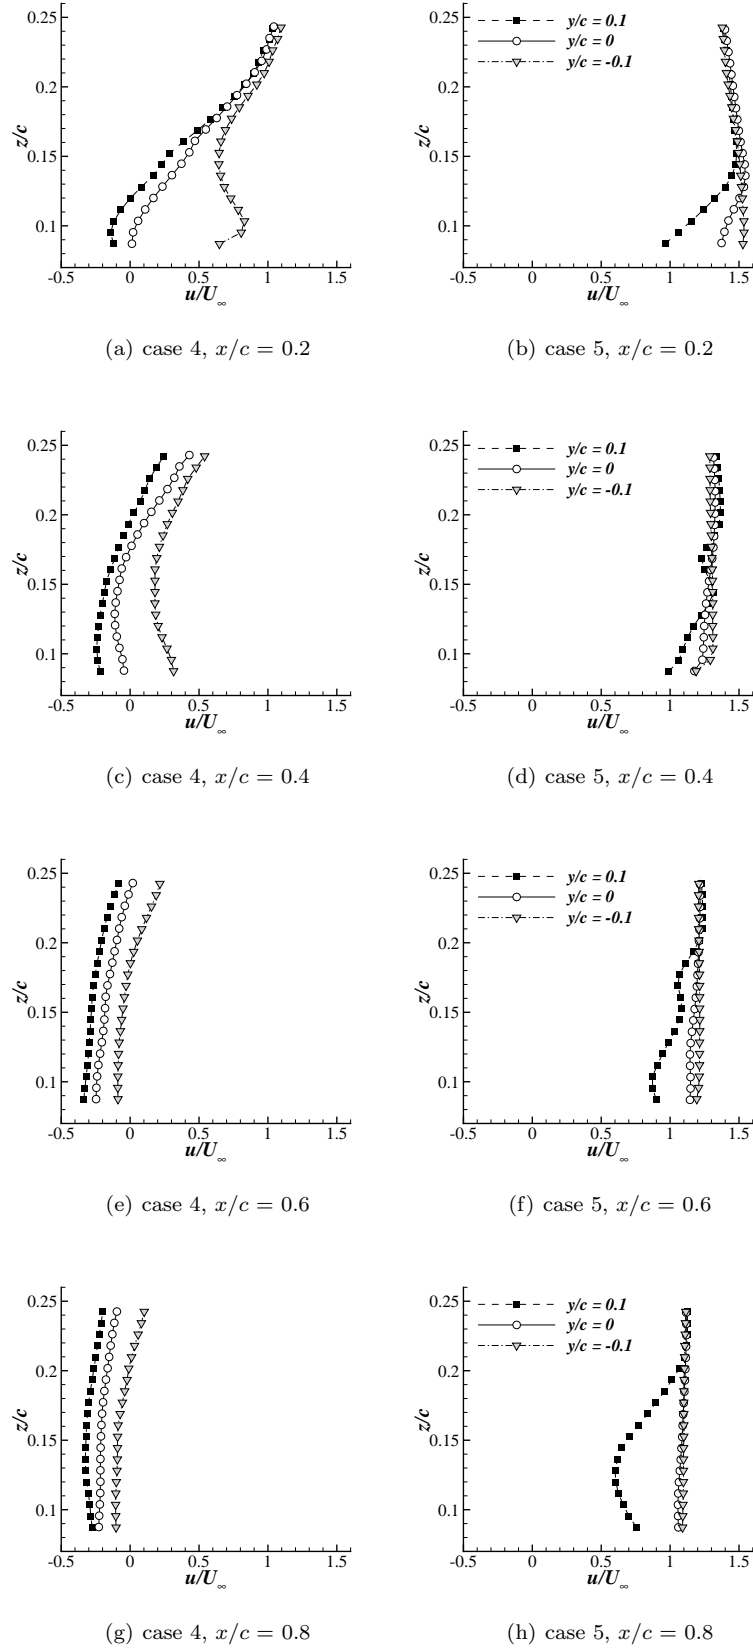 0.25
0.2
0.15
0.1
z/c
-0.5 0 0.5 1 1.5
u/U∞
(a) case 4, x/c = 0.2
y/c = 0.1
y/c = 0
y/c = -0.1
0.25
0.2
0.15
0.1
z/c
-0.5 0 0.5 1 1.5
u/U∞
(b) case 5, x/c = 0.2
0.25
0.2
0.15
0.1
z/c
-0.5 0 0.5 1 1.5
u/U∞
(c) case 4, x/c = 0.4
y/c = 0.1
y/c = 0
y/c = -0.1
0.25
0.2
0.15
0.1
z/c
-0.5 0 0.5 1 1.5
u/U∞
(d) case 5, x/c = 0.4
0.25
0.2
0.15
0.1
z/c
-0.5 0 0.5 1 1.5
u/U∞
(e) case 4, x/c = 0.6
y/c = 0.1
y/c = 0
y/c = -0.1
0.25
0.2
0.15
0.1
z/c
-0.5 0 0.5 1 1.5
u/U∞
(f) case 5, x/c = 0.6
0.25
0.2
0.15
0.1
z/c
-0.5 0 0.5 1 1.5
u/U∞
(g) case 4, x/c = 0.8
y/c = 0.1
y/c = 0
y/c = -0.1
0.25
0.2
0.15
0.1
z/c
-0.5 0 0.5 1 1.5
u/U∞
(h) case 5, x/c = 0.8